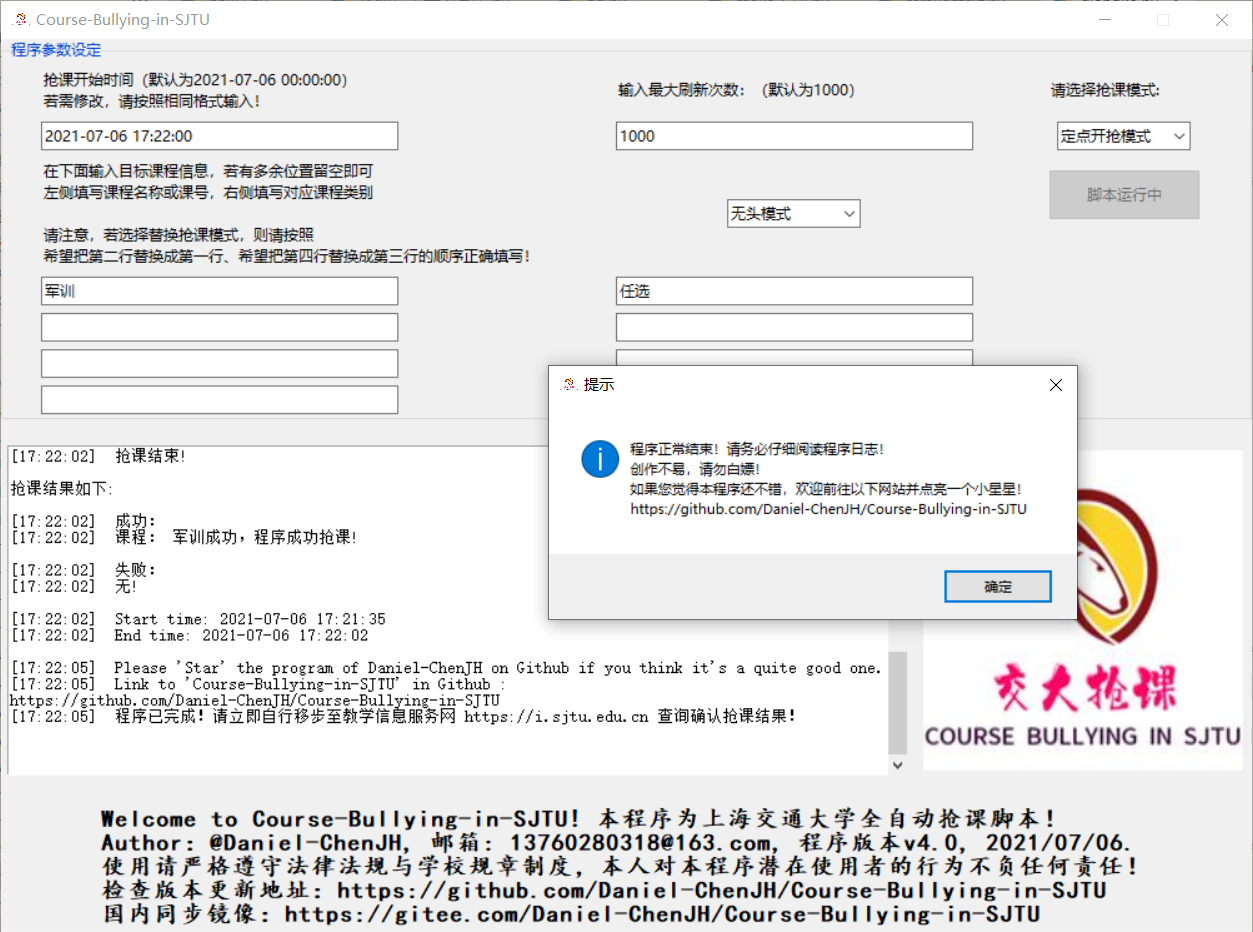 Course-Bullying-in-SJTU
程序参数设定
抢课开始时间（默认为2021-07-06 00:00:00）
若需修改，请按照相同格式输入！
输入最大刷新次数：（默认为1000）
请选择抢课模式:
2021-07-06 17:22:00
1000
定点开抢模式
在下面输入目标课程信息，若有多余位置留空即可
左侧填写课程名称或课号，右侧填写对应课程类别
脚本运行中
无头模式
请注意，若选择替换抢课模式，则请按照
希望把第二行替换成第一行、希望把第四行替换成第三行的顺序正确填写！
军训
任选
提示
程序正常结束！请务必仔细阅读程序日志！
创作不易，请勿白嫖！
如果您觉得本程序还不错，欢迎前往以下网站并点亮一个小星星！
https://github.com/Daniel-ChenJH/Course-Bullying-in-SJTU
确定
[17:22:02] 抢课结束!
抢课结果如下:
[17:22:02] 成功:
[17:22:02] 课程: 军训成功，程序成功抢课!
[17:22:02] 失败:
[17:22:02] 无!
[17:22:02] Start time: 2021-07-06 17:21:35
[17:22:02] End time: 2021-07-06 17:22:02
[17:22:05] Please 'Star' the program of Daniel-ChenJH on Github if you think it's a quite good one.
[17:22:05] Link to 'Course-Bullying-in-SJTU' in Github :
https://github.com/Daniel-ChenJH/Course-Bullying-in-SJTU
[17:22:05] 程序已完成！请立即自行移步至教学信息服务网 https://i.sjtu.edu.cn 查询确认抢课结果！
交大抢课
COURSE BULLYING IN SJTU
Welcome to Course-Bullying-in-SJTU! 本程序为上海交通大学全自动抢课脚本！
Author: @Daniel-ChenJH, 邮箱: 13760280318@163.com, 程序版本v4.0, 2021/07/06.
使用请严格遵守法律法规与学校规章制度，本人对本程序潜在使用者的行为不负任何责任！
检查版本更新地址: https://github.com/Daniel-ChenJH/Course-Bullying-in-SJTU
国内同步镜像: https://gitee.com/Daniel-ChenJH/Course-Bullying-in-SJTU